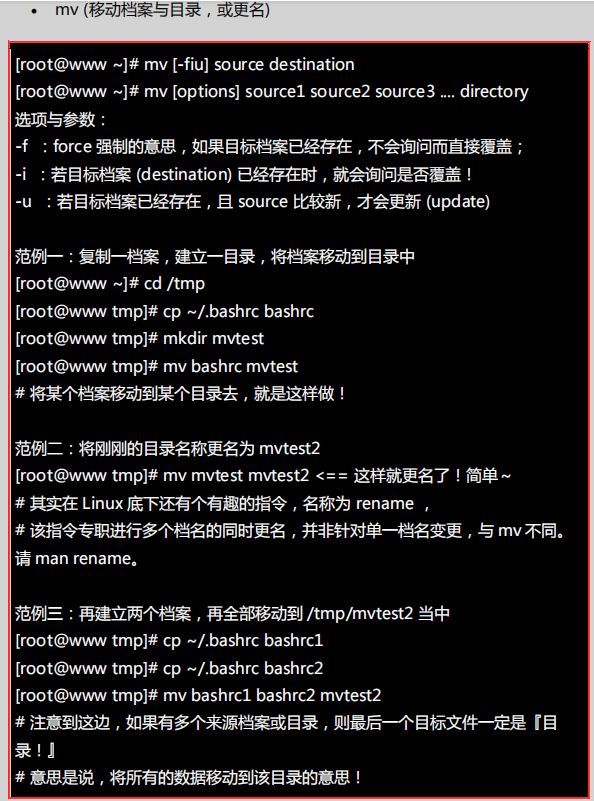 • mv (移动档案与目录，或更名)
[root@www ~]# mv [-fiu] source destination
[root@www ~]# mv [options] source1 source2 source3 .... directory
选项与参数：
-f ：force 强制的意思，如果目标档案已经存在，不会询问而直接覆盖；
-i ：若目标档案 (destination) 已经存在时，就会询问是否覆盖！
-u ：若目标档案已经存在，且 source 比较新，才会更新 (update)
范例一：复制一档案，建立一目录，将档案移动到目录中
[root@www ~]# cd /tmp
[root@www tmp]# cp ~/.bashrc bashrc
[root@www tmp]# mkdir mvtest
[root@www tmp]# mv bashrc mvtest
# 将某个档案移动到某个目录去，就是这样做！
范例二：将刚刚的目录名称更名为 mvtest2
[root@www tmp]# mv mvtest mvtest2 <== 这样就更名了！简单～
# 其实在 Linux 底下还有个有趣的指令，名称为 rename ，
# 该指令专职进行多个档名的同时更名，并非针对单一档名变更，与 mv 不同。
请 man rename。
范例三：再建立两个档案，再全部移动到 /tmp/mvtest2 当中
[root@www tmp]# cp ~/.bashrc bashrc1
[root@www tmp]# cp ~/.bashrc bashrc2
[root@www tmp]# mv bashrc1 bashrc2 mvtest2
# 注意到这边，如果有多个来源档案或目录，则最后一个目标文件一定是『目
录！』
# 意思是说，将所有的数据移动到该目录的意思！